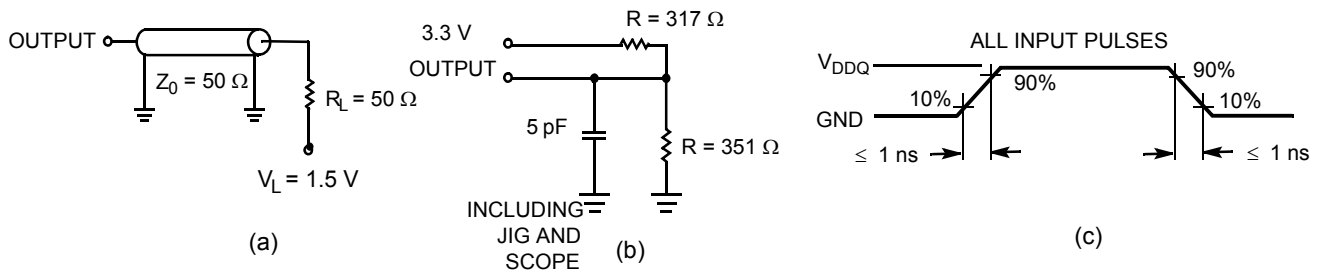 OUTPUT
Z0 = 50 Ω
RL = 50 Ω
VL = 1.5 V
(a)
R = 317 Ω
3.3 V
OUTPUT
5 pF
R = 351 Ω
INCLUDING
JIG AND
SCOPE
(b)
ALL INPUT PULSES
VDDQ
90%
90%
10%
10%
GND
≤ 1 ns
≤ 1 ns
(c)